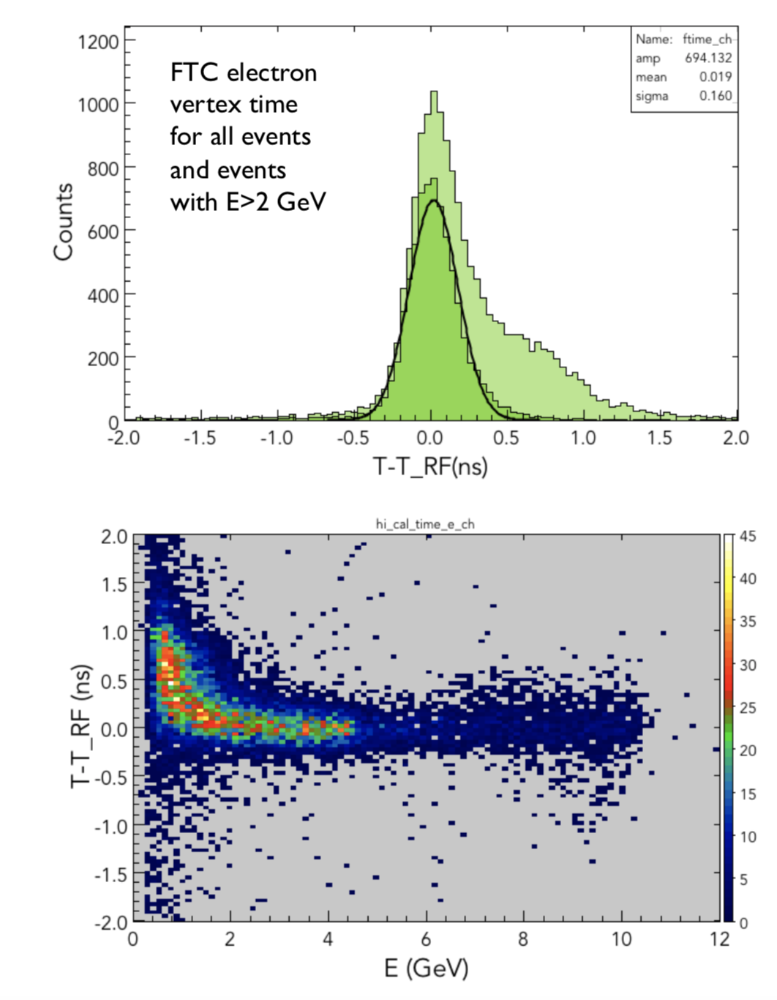 1200
1000
800
600
400
200
0
Counts
FTC electron
vertex time
for all events
and events
with E>2 GeV
Name: ftime_ch
amp 694.132
mean 0.019
sigma 0.160
-2.0 -1.5 -1.0 -0.5 0.0 0.5 1.0 1.5 2.0
T-T_RF(ns)
hi_cal_time_e_ch
2.0
1.5
1.0
0.5
0.0
-0.5
-1.0
-1.5
-2.0
T-T_RF (ns)
45
40
35
30
25
20
15
10
5
0
0 2 4 6 8 10 12
E (GeV)